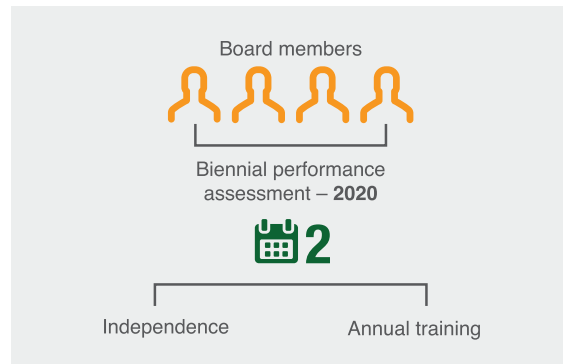 Board members
Biennial performance
assessment – 2020
2
Independence
Annual training